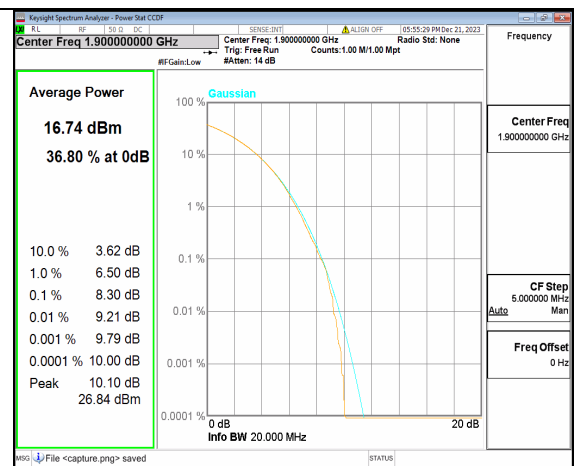 Keysight Spectrum Analyzer - Power Stat CCDF
LXI RL RF 50 Ω DC SENSE:INT ALIGN OFF 05:55:29 PM Dec 21, 2023
Center Freq 1.900000000 GHz
Center Freq: 1.900000000 GHz Radio Std: None
Trig: Free Run Counts:1.00 M/1.00 Mpt
#IFGain:Low #Atten: 14 dB
Frequency
Average Power
16.74 dBm
36.80 % at 0dB
10.0 % 3.62 dB
1.0 % 6.50 dB
0.1 % 8.30 dB
0.01 % 9.21 dB
0.001 % 9.79 dB
0.0001 % 10.00 dB
Peak 10.10 dB
26.84 dBm
Gaussian
100 %
10 %
1 %
0.1 %
0.01 %
0.001 %
0.0001 %
0 dB 20 dB
Info BW 20.000 MHz
Center Freq
1.900000000 GHz
CF Step
5.000000 MHz
Auto Man
Freq Offset
0 Hz
MSG File <capture.png> saved STATUS